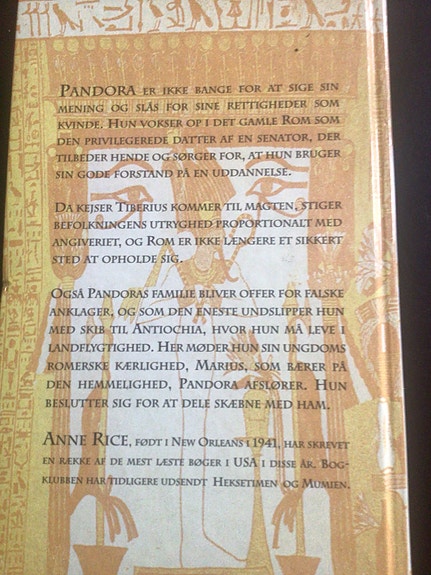 PANDORA ER IKKE BANGE FOR AT SIGE SIN
MENING OG SLÅS FOR SINE RETTIGHEDER SOM
KVINDE. HUN VOKSER OP I DET GAMLE ROM SOM
DEN PRIVILEGEREDE DATTER AF EN SENATOR, DER
TILBEDER HENDE OG SØRGER FOR, AT HUN BRUGER
SIN GODE FORSTAND PÅ EN UDDANNELSE.
DA KEJSER TIBERIUS KOMMER TIL MAGTEN, STIGER
BEFOLKNINGENS UTRYGHED PROPORTIONALT MED
ANGIVERIET, OG ROM ER IKKE LÆNGERE ET SIKKERT
STED AT OPHOLDE SIG.
OGSÅ PANDORAS FAMILIE BLIVER OFFER FOR FALSKE
ANKLAGER, OG SOM DEN ENESTE UNDSLIPPER HUN
MED SKIB TIL ANTIOCHIA, HVOR HUN MÅ LEVE I
LANDFLYGTIGHED. HER MØDER HUN SIN UNGDOMS
ROMERSKE KÆRLIGHED, MARIUS, SOM BÆRER PÅ
DEN HEMMELIGHED, PANDORA AFSLØRER. HUN
BESLUTTER SIG FOR AT DELE SKÆBNE MED HAM.
ANNE RICE, FØDT I NEW ORLEANS I 1941, HAR SKREVET
EN RÆKKE AF DE MEST LÆSTE BØGER I USA I DISSE ÅR. BOG-
KLUBBEN HAR TIDLIGERE UDSENDT HEKSETIMEN OG MUMIEN.